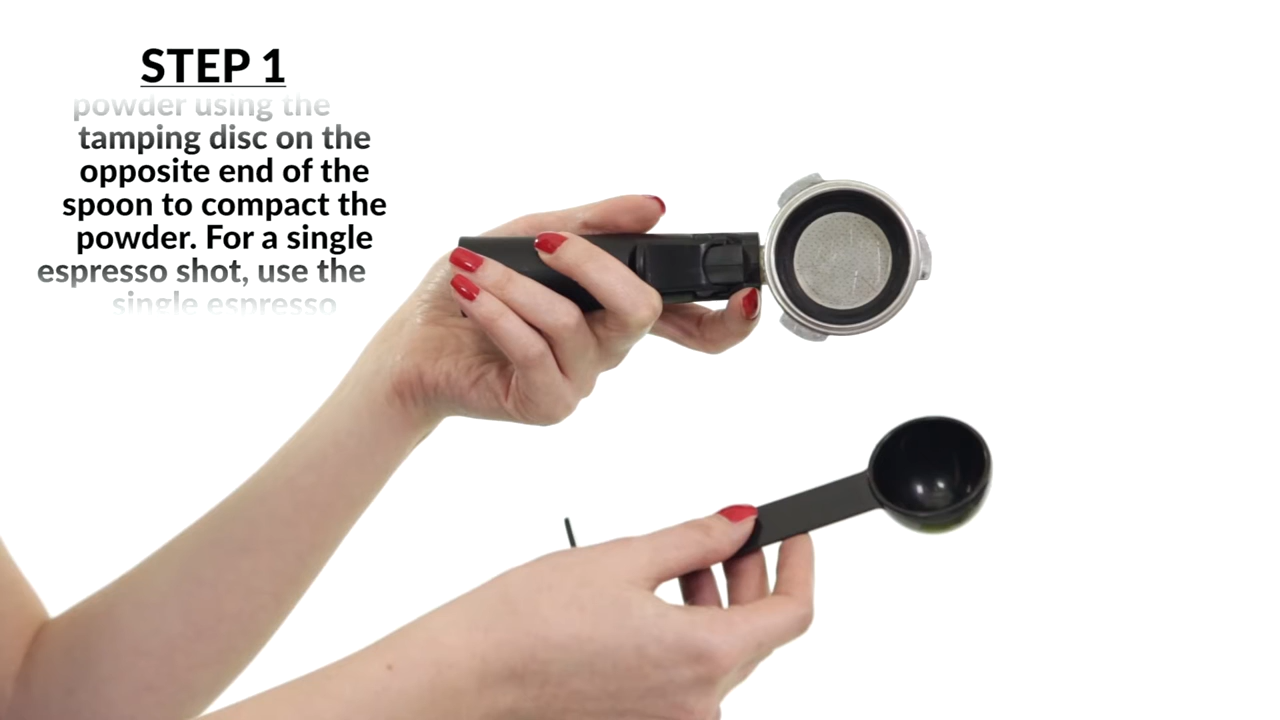 STEP 1
powder using the
tamping disc on the
opposite end of the
spoon to compact the
powder. For a single
espresso shot, use the
single espresso